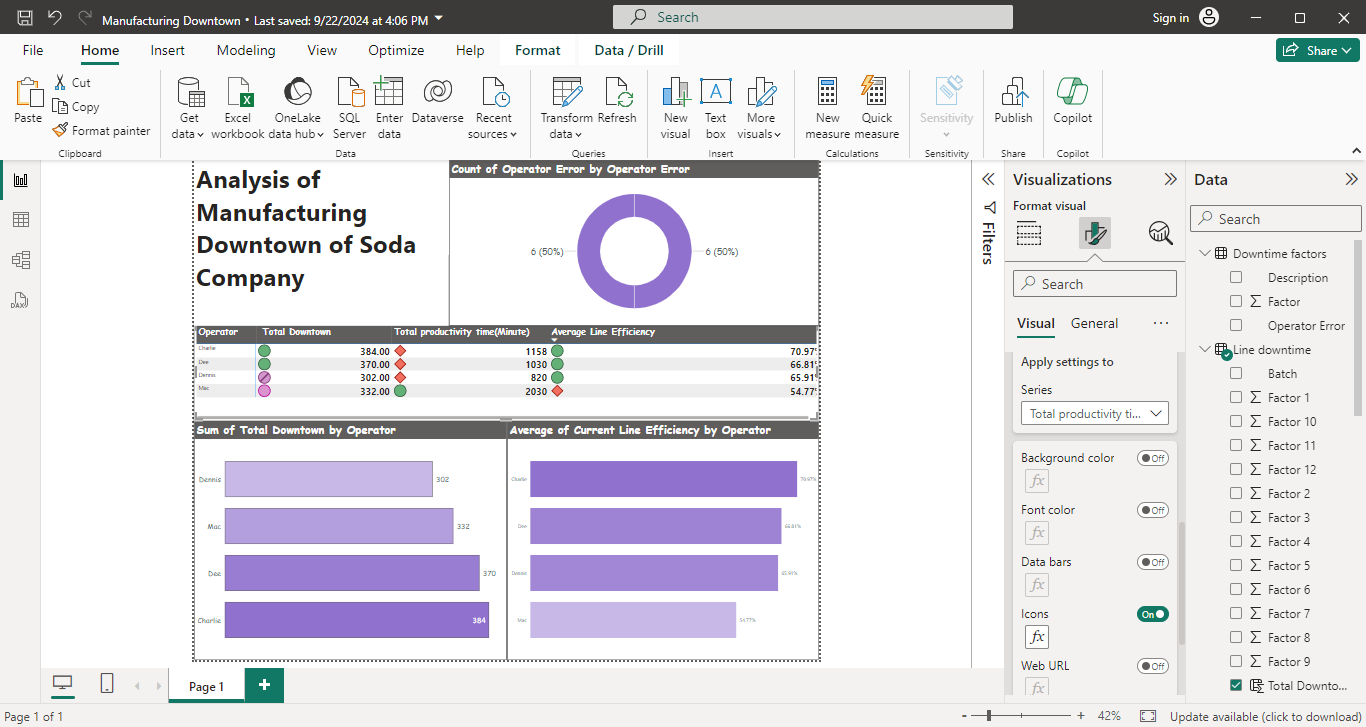 Manufacturing Downtown • Last saved: 9/22/2024 at 4:06 PM
Search
Sign in
File
Home
Insert
Modeling
View
Optimize
Help
Format
Data / Drill
Share
Paste
Cut
Copy
Format painter
Clipboard
Get data
Excel workbook
OneLake data hub
SQL Server
Enter data
Dataverse
Recent sources
Data
Transform data
Refresh
Queries
New visual
Text box
More visuals
Insert
New measure
Quick measure
Calculations
Sensitivity
Sensitivity
Publish
Share
Copilot
Copilot
Analysis of
Manufacturing
Downtown of Soda
Company
Count of Operator Error by Operator Error
6 (50%)
6 (50%)
Operator Total Downtown Total productivity time(Minute) Average Line Efficiency
Charlie 384.00 1158 70.97
Dee 370.00 1030 66.81
Dennis 302.00 820 65.91
Mac 332.00 2030 54.77
Sum of Total Downtown by Operator
Dennis 302
Mac 332
Dee 370
Charlie 384
Average of Current Line Efficiency by Operator
Charlie 70.97%
Dee 66.81%
Dennis 65.91%
Mac 54.77%
Filters
Visualizations
Format visual
Search
Visual
General
Apply settings to
Series
Total productivity ti...
Background color
Off
fx
Font color
Off
fx
Data bars
Off
fx
Icons
On
fx
Web URL
Off
fx
Data
Search
Downtime factors
Description
Factor
Operator Error
Line downtime
Batch
Factor 1
Factor 10
Factor 11
Factor 12
Factor 2
Factor 3
Factor 4
Factor 5
Factor 6
Factor 7
Factor 8
Factor 9
Total Downto...
DAX
Page 1
Page 1 of 1
42%
Update available (click to download)